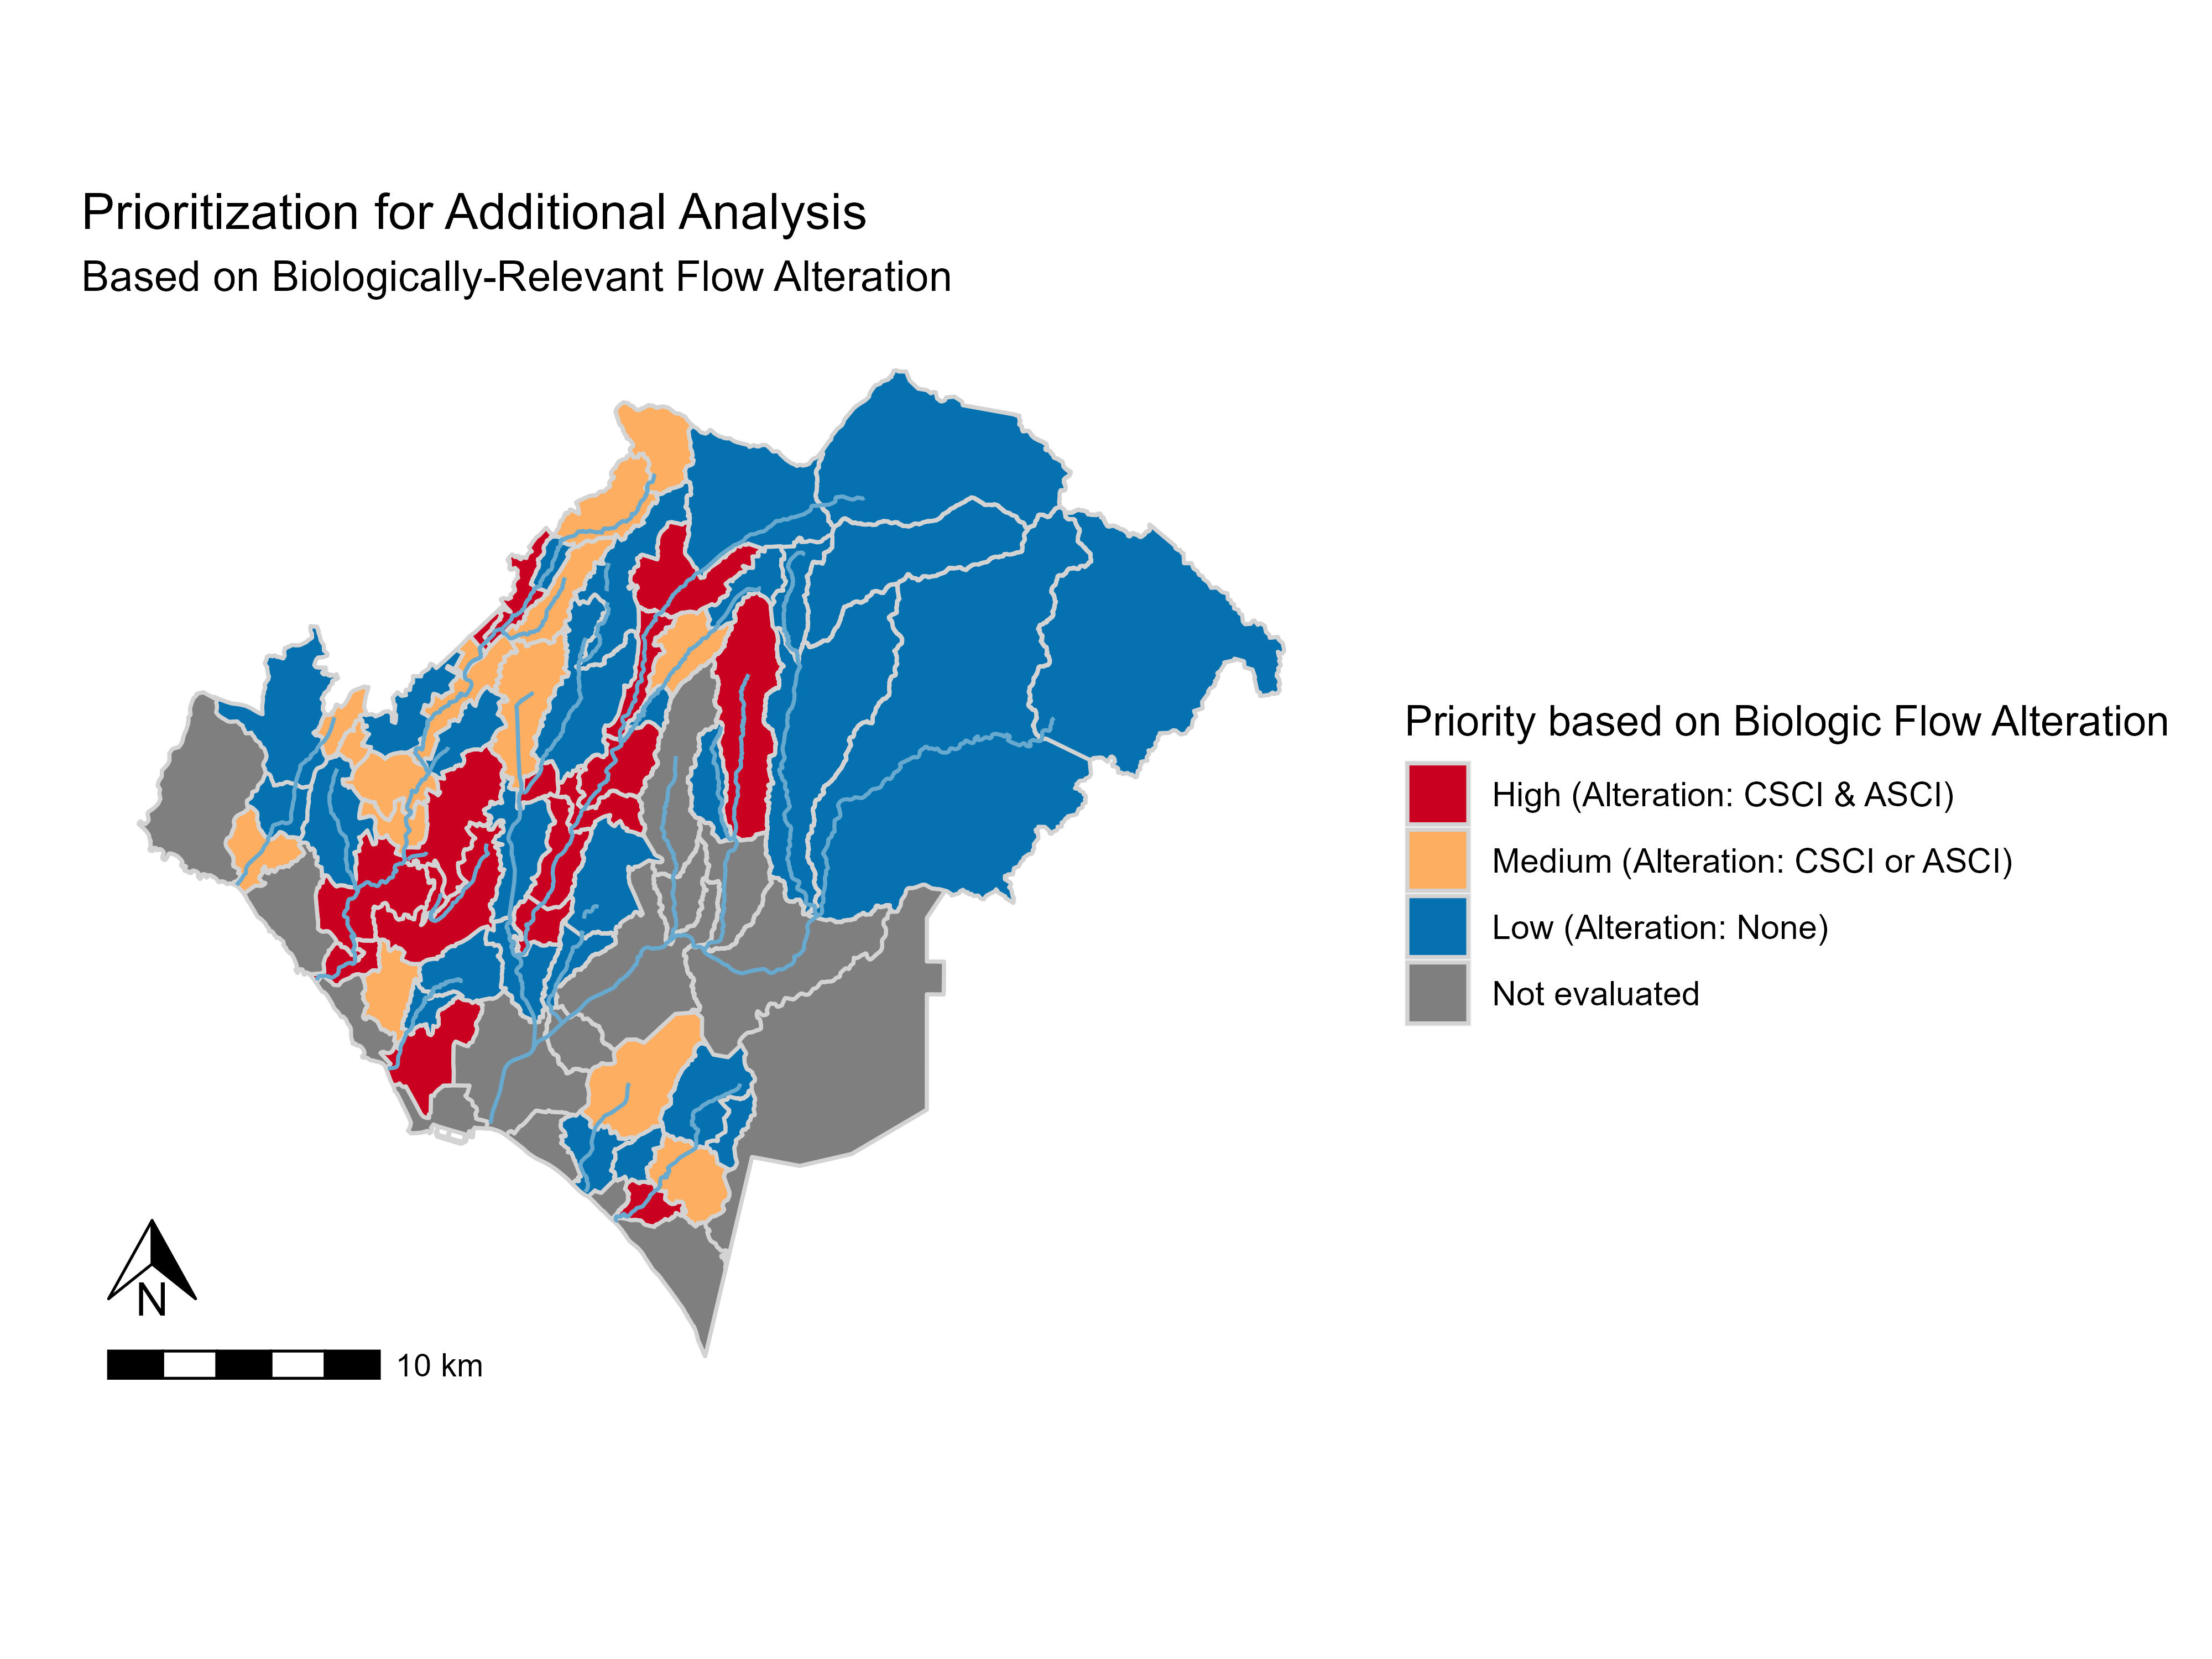 Prioritization for Additional Analysis
Based on Biologically-Relevant Flow Alteration
Priority based on Biologic Flow Alteration
High (Alteration: CSCI & ASCI)
Medium (Alteration: CSCI or ASCI)
Low (Alteration: None)
Not evaluated
N
10 km